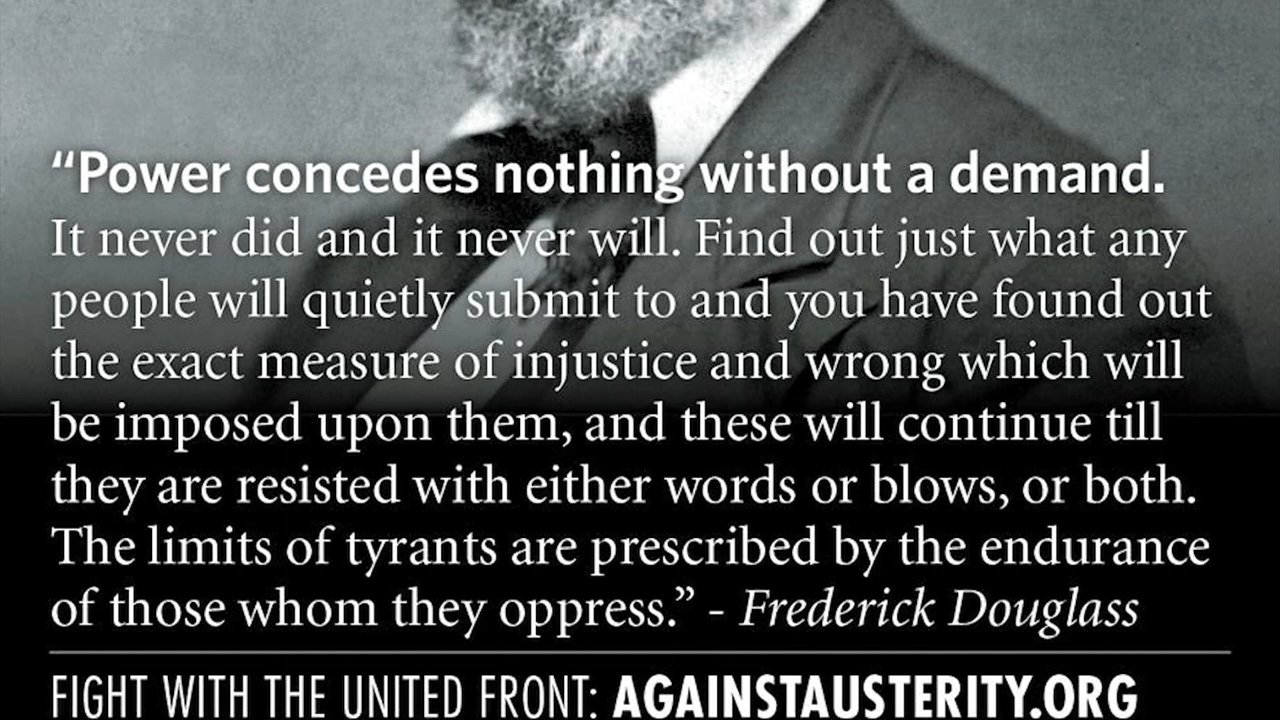 “Power concedes nothing without a demand.
It never did and it never will. Find out just what any
people will quietly submit to and you have found out
the exact measure of injustice and wrong which will
be imposed upon them, and these will continue till
they are resisted with either words or blows, or both.
The limits of tyrants are prescribed by the endurance
of those whom they oppress.” - Frederick Douglass
FIGHT WITH THE UNITED FRONT: AGAINSTAUSTERITY.ORG